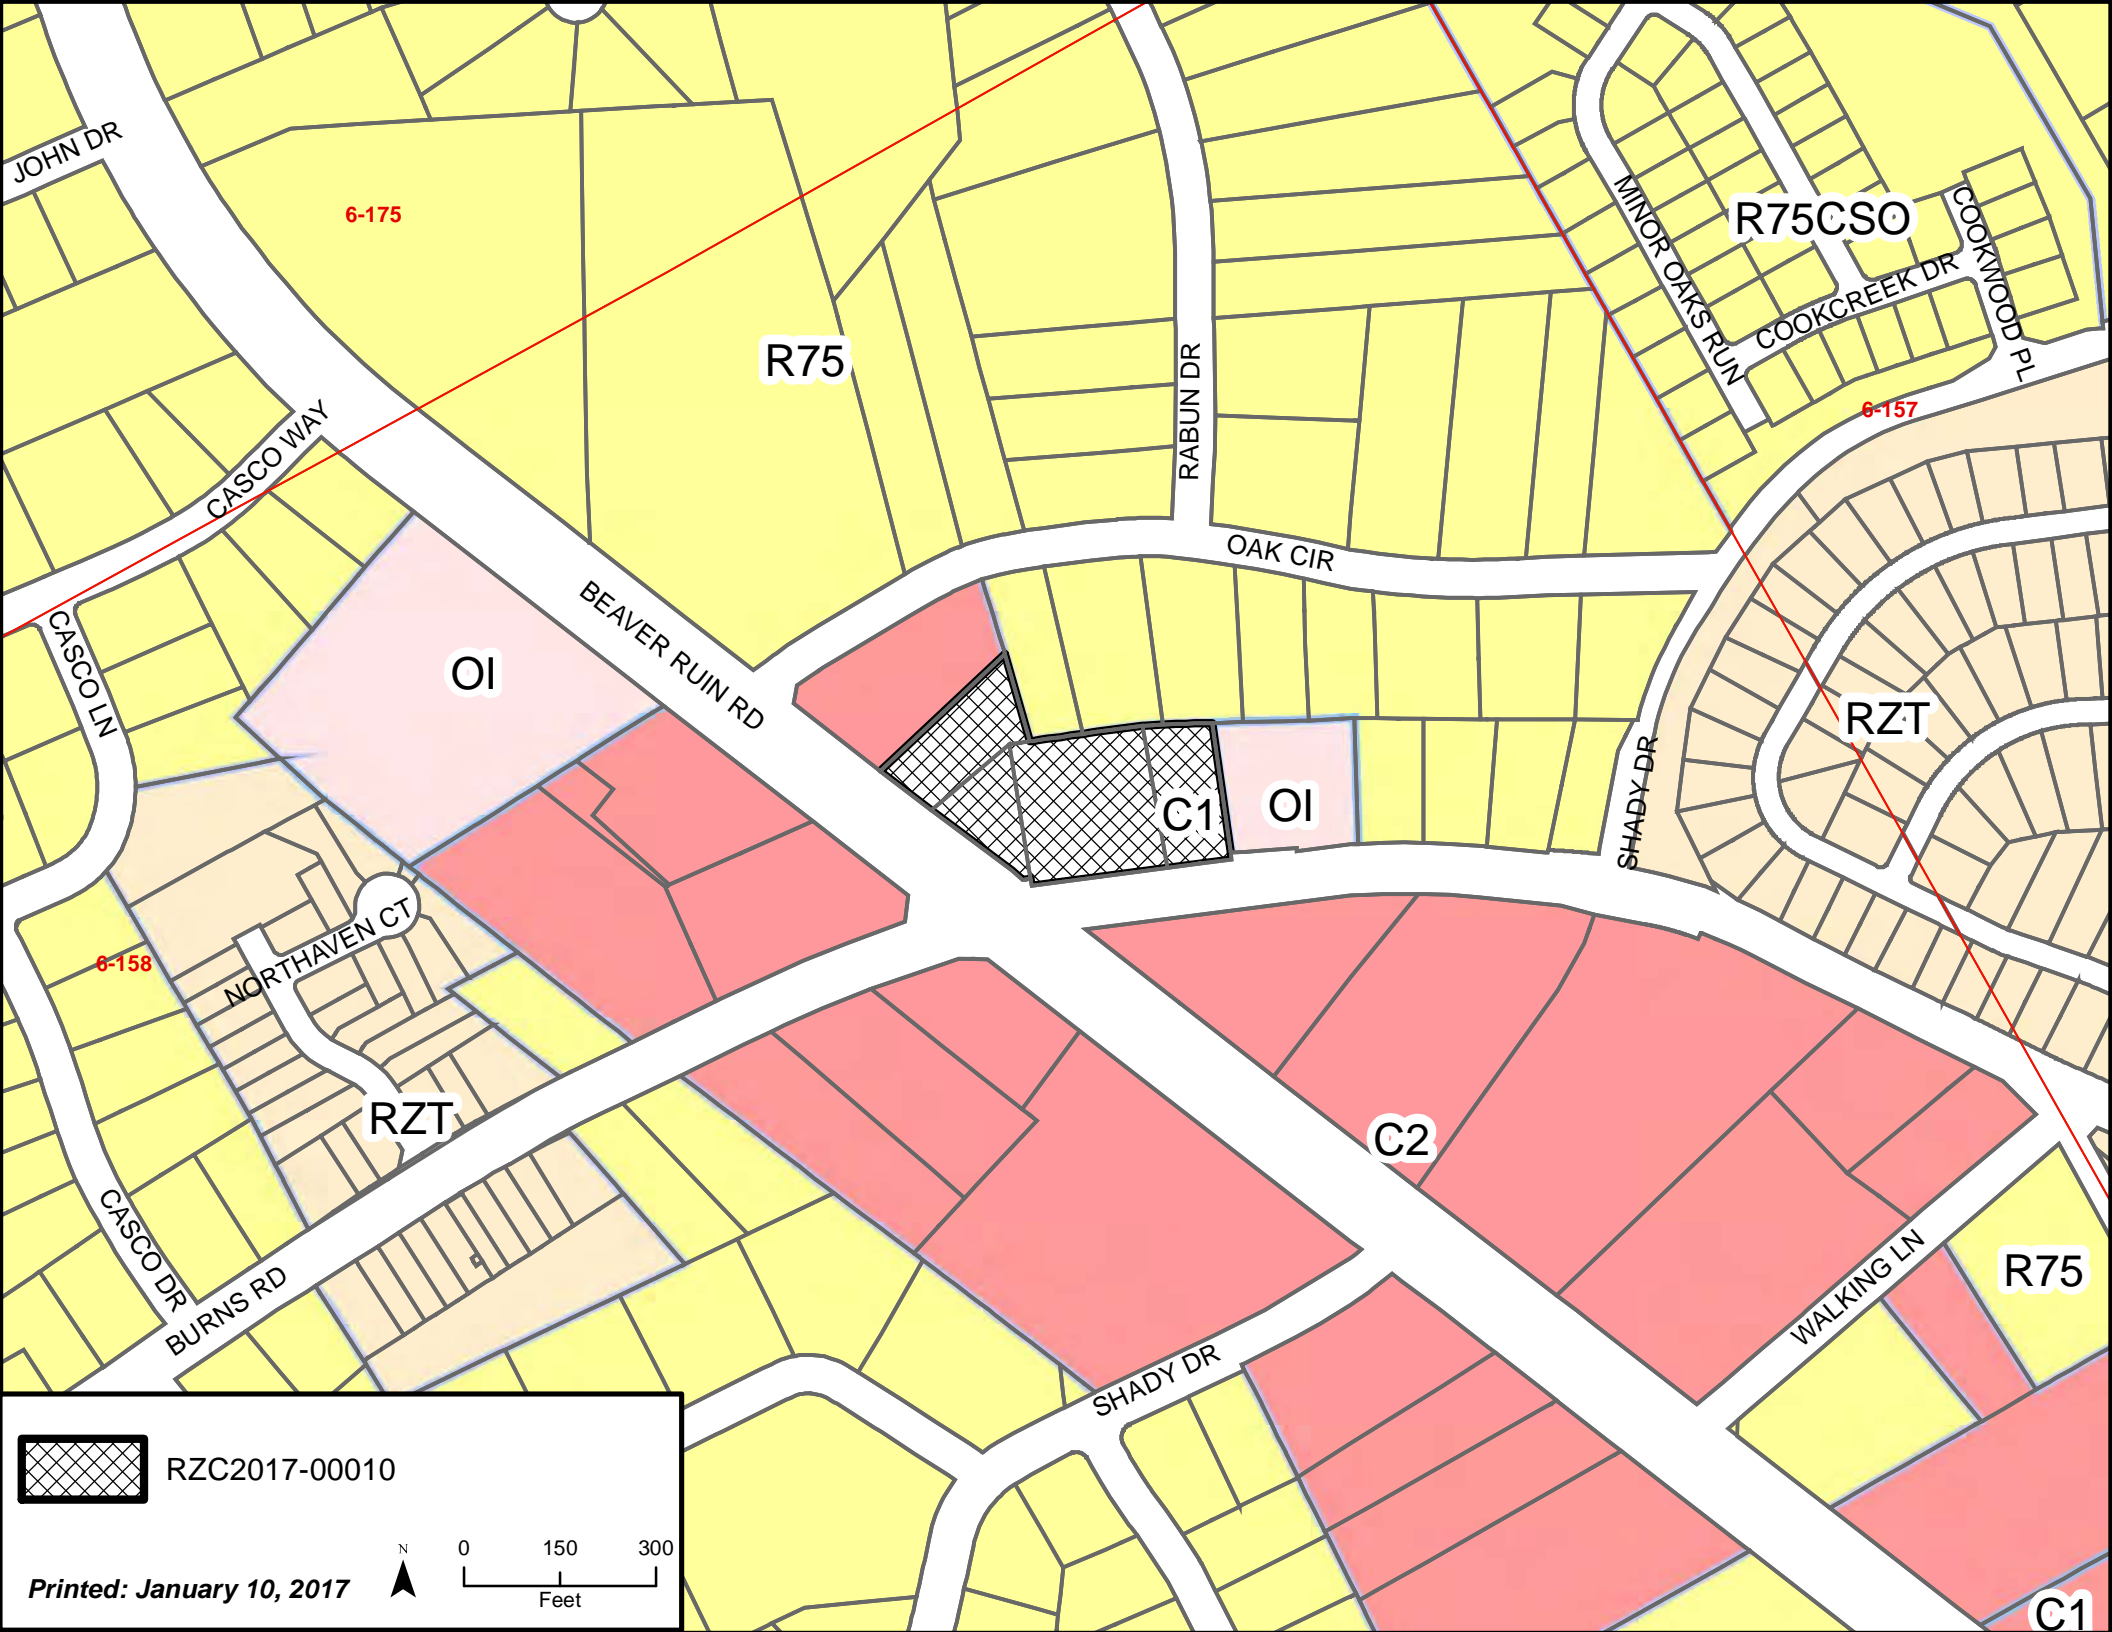 JOHN DR
6-175
R75CSO
MINOR OAKS RUN
COOKWOOD PL
COOKCREEK DR
R75
RABUN DR
6-157
CASCO WAY
OAK CIR
BEAVER RUIN RD
CASCO LN
OI
RZT
C1
OI
SHADY DR
6-158
NORTHAVEN CT
RZT
C2
CASCO DR
BURNS RD
WALKING LN
R75
SHADY DR
C1
RZC2017-00010
N
0 150 300
Feet
Printed: January 10, 2017